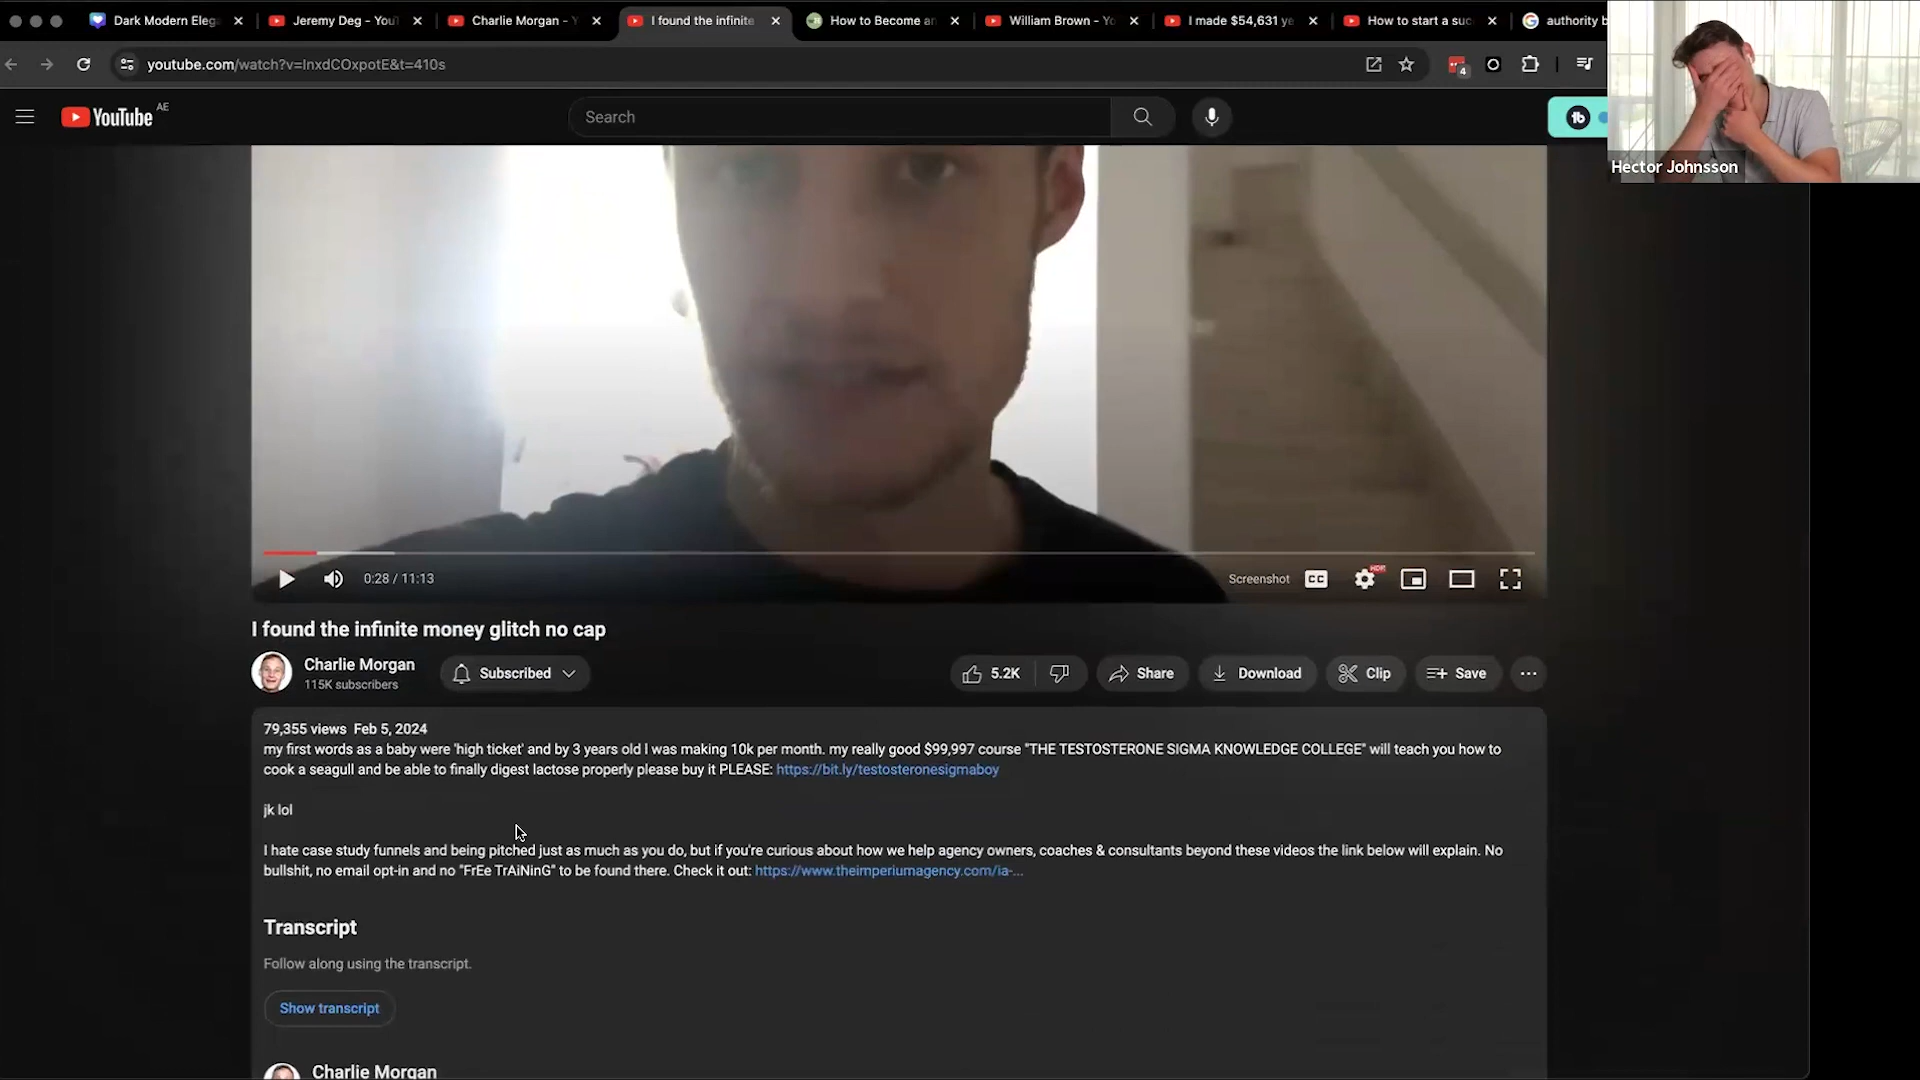 Dark Modern Eleg
Jeremy Deg - YouT
Charlie Morgan - Y
I found the infinite
How to Become an
William Brown - Yo
I made $54,631 ye
How to start a suc
authority b
youtube.com/watch?v=InxdCOxpotE&t=410s
4
YouTube AE
Search
Hector Johnsson
0:28 / 11:13
Screenshot
CC
HDR
I found the infinite money glitch no cap
Charlie Morgan
115K subscribers
Subscribed
5.2K
Share
Download
Clip
Save
79,355 views Feb 5, 2024
my first words as a baby were 'high ticket' and by 3 years old I was making 10k per month. my really good $99,997 course "THE TESTOSTERONE SIGMA KNOWLEDGE COLLEGE" will teach you how to
cook a seagull and be able to finally digest lactose properly please buy it PLEASE: https://bit.ly/testosteronesigmaboy
jk lol
I hate case study funnels and being pitched just as much as you do, but if you're curious about how we help agency owners, coaches & consultants beyond these videos the link below will explain. No
bullshit, no email opt-in and no "FrEe TrAiNinG" to be found there. Check it out: https://www.theimperiumagency.com/ia-...
Transcript
Follow along using the transcript.
Show transcript
Charlie Morgan